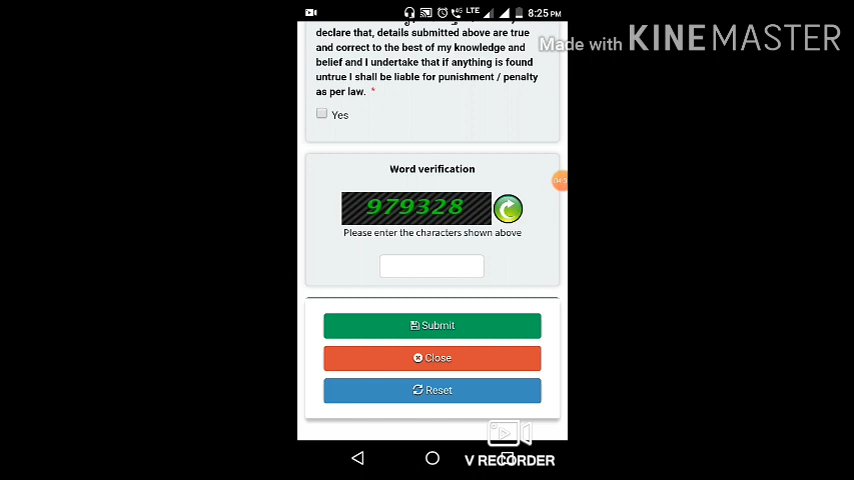 LTE 8:25 PM
Made with KINEMASTER
declare that, details submitted above are true
and correct to the best of my knowledge and
belief and I undertake that if anything is found
untrue I shall be liable for punishment / penalty
as per law. *
Yes
Word verification
979328
Please enter the characters shown above
Submit
Close
Reset
V RECORDER